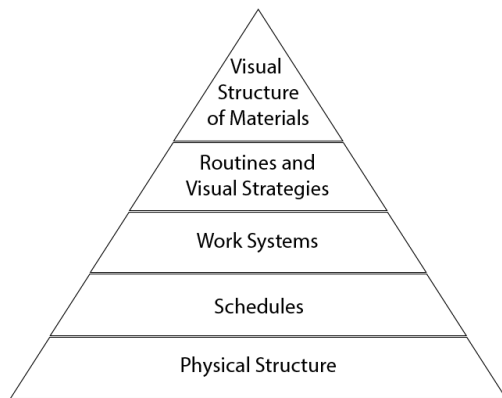 Visual
Structure
of Materials
Routines and
Visual Strategies
Work Systems
Schedules
Physical Structure